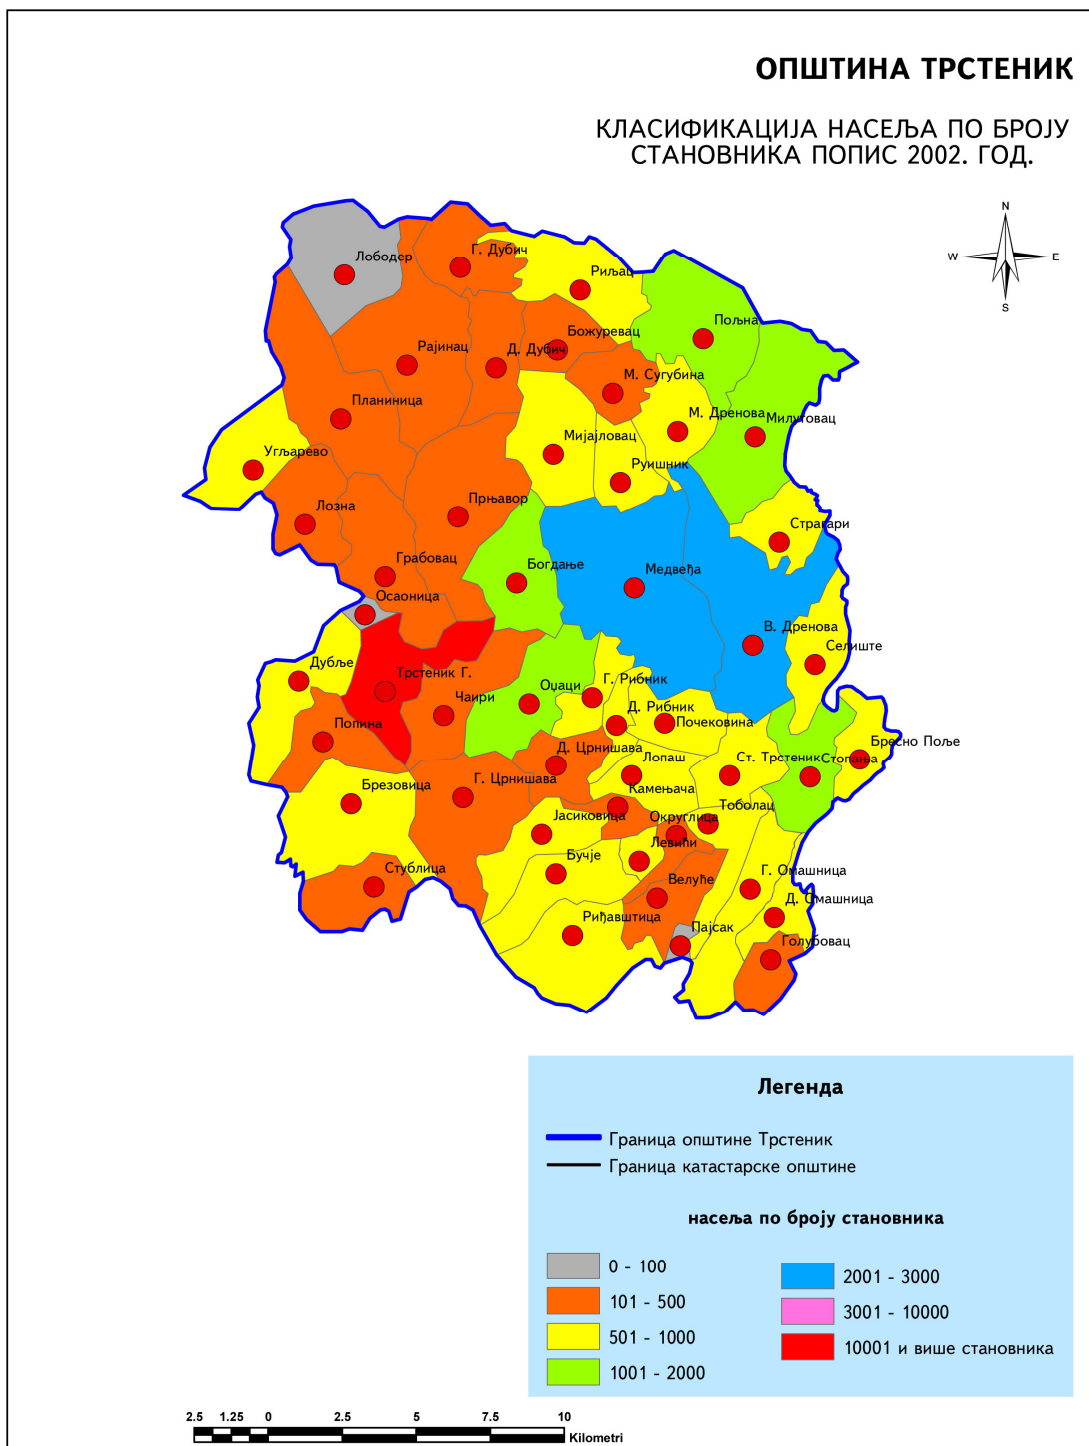 ОПШТИНА ТРСТЕНИК
КЛАСИФИКАЦИЈА НАСЕЉА ПО БРОЈУ
СТАНОВНИКА ПОПИС 2002. ГОД.
N
W
E
S
Лободер
Г. Дубич
Риљац
Пољна
Божуревац
Рајинац
Д. Дубич
М. Сугубина
Планиница
М. Дренова
Милутовац
Мијајловац
Угљарево
Руишник
Прњавор
Лозна
Страгари
Грабовац
Богдање
Медвеђа
Осаоница
В. Дренова
Селиште
Дубље
Трстеник Г.
Оџаци
Г. Рибник
Чаири
Д. Рибник
Попина
Почековина
Бресно Поље
Д. Црнишава
Лопаш
Ст. Трстеник
Стопања
Г. Црнишава
Брезовица
Камењача
Тоболац
Јасиковица
Округлица
Левићи
Бучје
Стублица
Велуће
Г. Омашница
Д. Омашница
Риђавштица
Пајсак
Голубовац
Легенда
Граница општине Трстеник
Граница катастарске општине
насеља по броју становника
0 - 100
101 - 500
501 - 1000
1001 - 2000
2001 - 3000
3001 - 10000
10001 и више становника
2.5 1.25 0 2.5 5 7.5 10
Kilometri